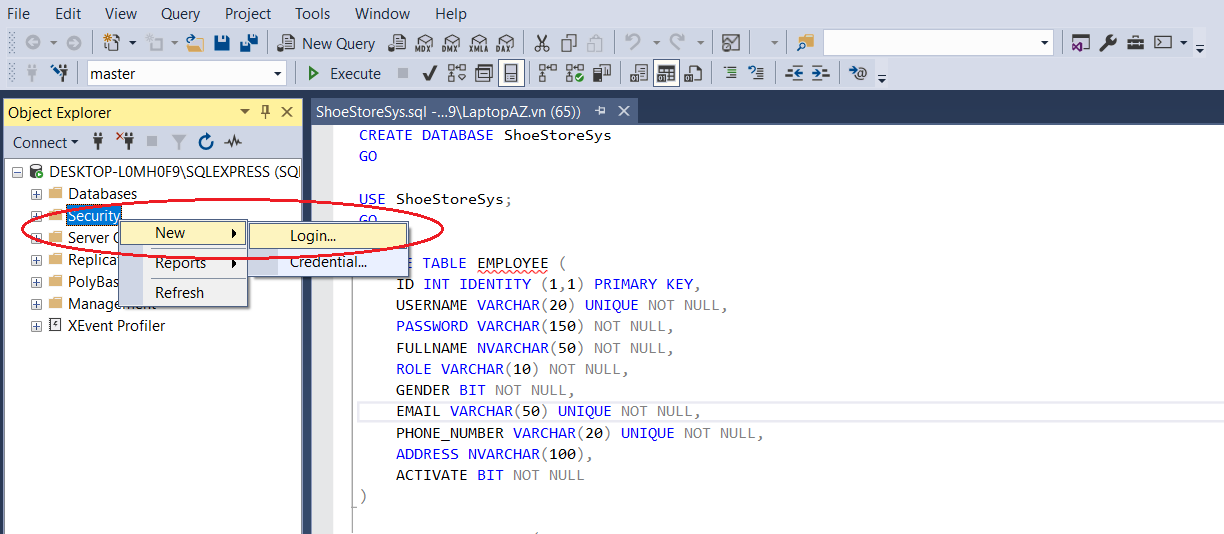 File Edit View Query Project Tools Window Help
New Query MDX DMX XMLA DAX
master Execute
Object Explorer
Connect
DESKTOP-L0MH0F9\SQLEXPRESS (SQL
Databases
Security
Server O
Replicat
PolyBas
Management
XEvent Profiler
New
Reports
Refresh
Login...
Credential...
ShoeStoreSys.sql -...9\LaptopAZ.vn (65))
CREATE DATABASE ShoeStoreSys
GO
USE ShoeStoreSys;
GO
TABLE EMPLOYEE (
ID INT IDENTITY (1,1) PRIMARY KEY,
USERNAME VARCHAR(20) UNIQUE NOT NULL,
PASSWORD VARCHAR(150) NOT NULL,
FULLNAME NVARCHAR(50) NOT NULL,
ROLE VARCHAR(10) NOT NULL,
GENDER BIT NOT NULL,
EMAIL VARCHAR(50) UNIQUE NOT NULL,
PHONE_NUMBER VARCHAR(20) UNIQUE NOT NULL,
ADDRESS NVARCHAR(100),
ACTIVATE BIT NOT NULL
)